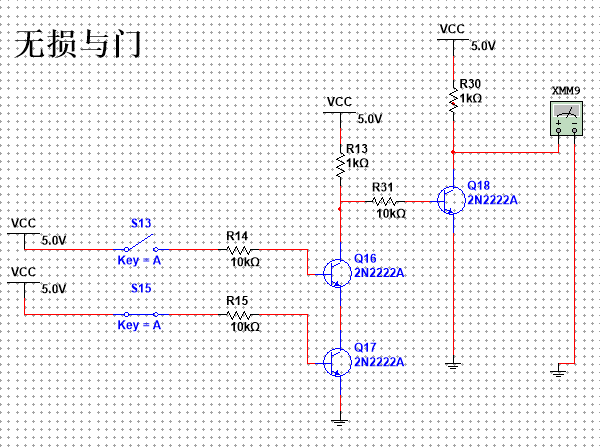 无损与门
VCC
5.0V
R30
1kΩ
XMM9
VCC
5.0V
R13
1kΩ
R31
10kΩ
Q18
2N2222A
VCC
5.0V
S13
Key = A
R14
10kΩ
Q16
2N2222A
VCC
5.0V
S15
Key = A
R15
10kΩ
Q17
2N2222A